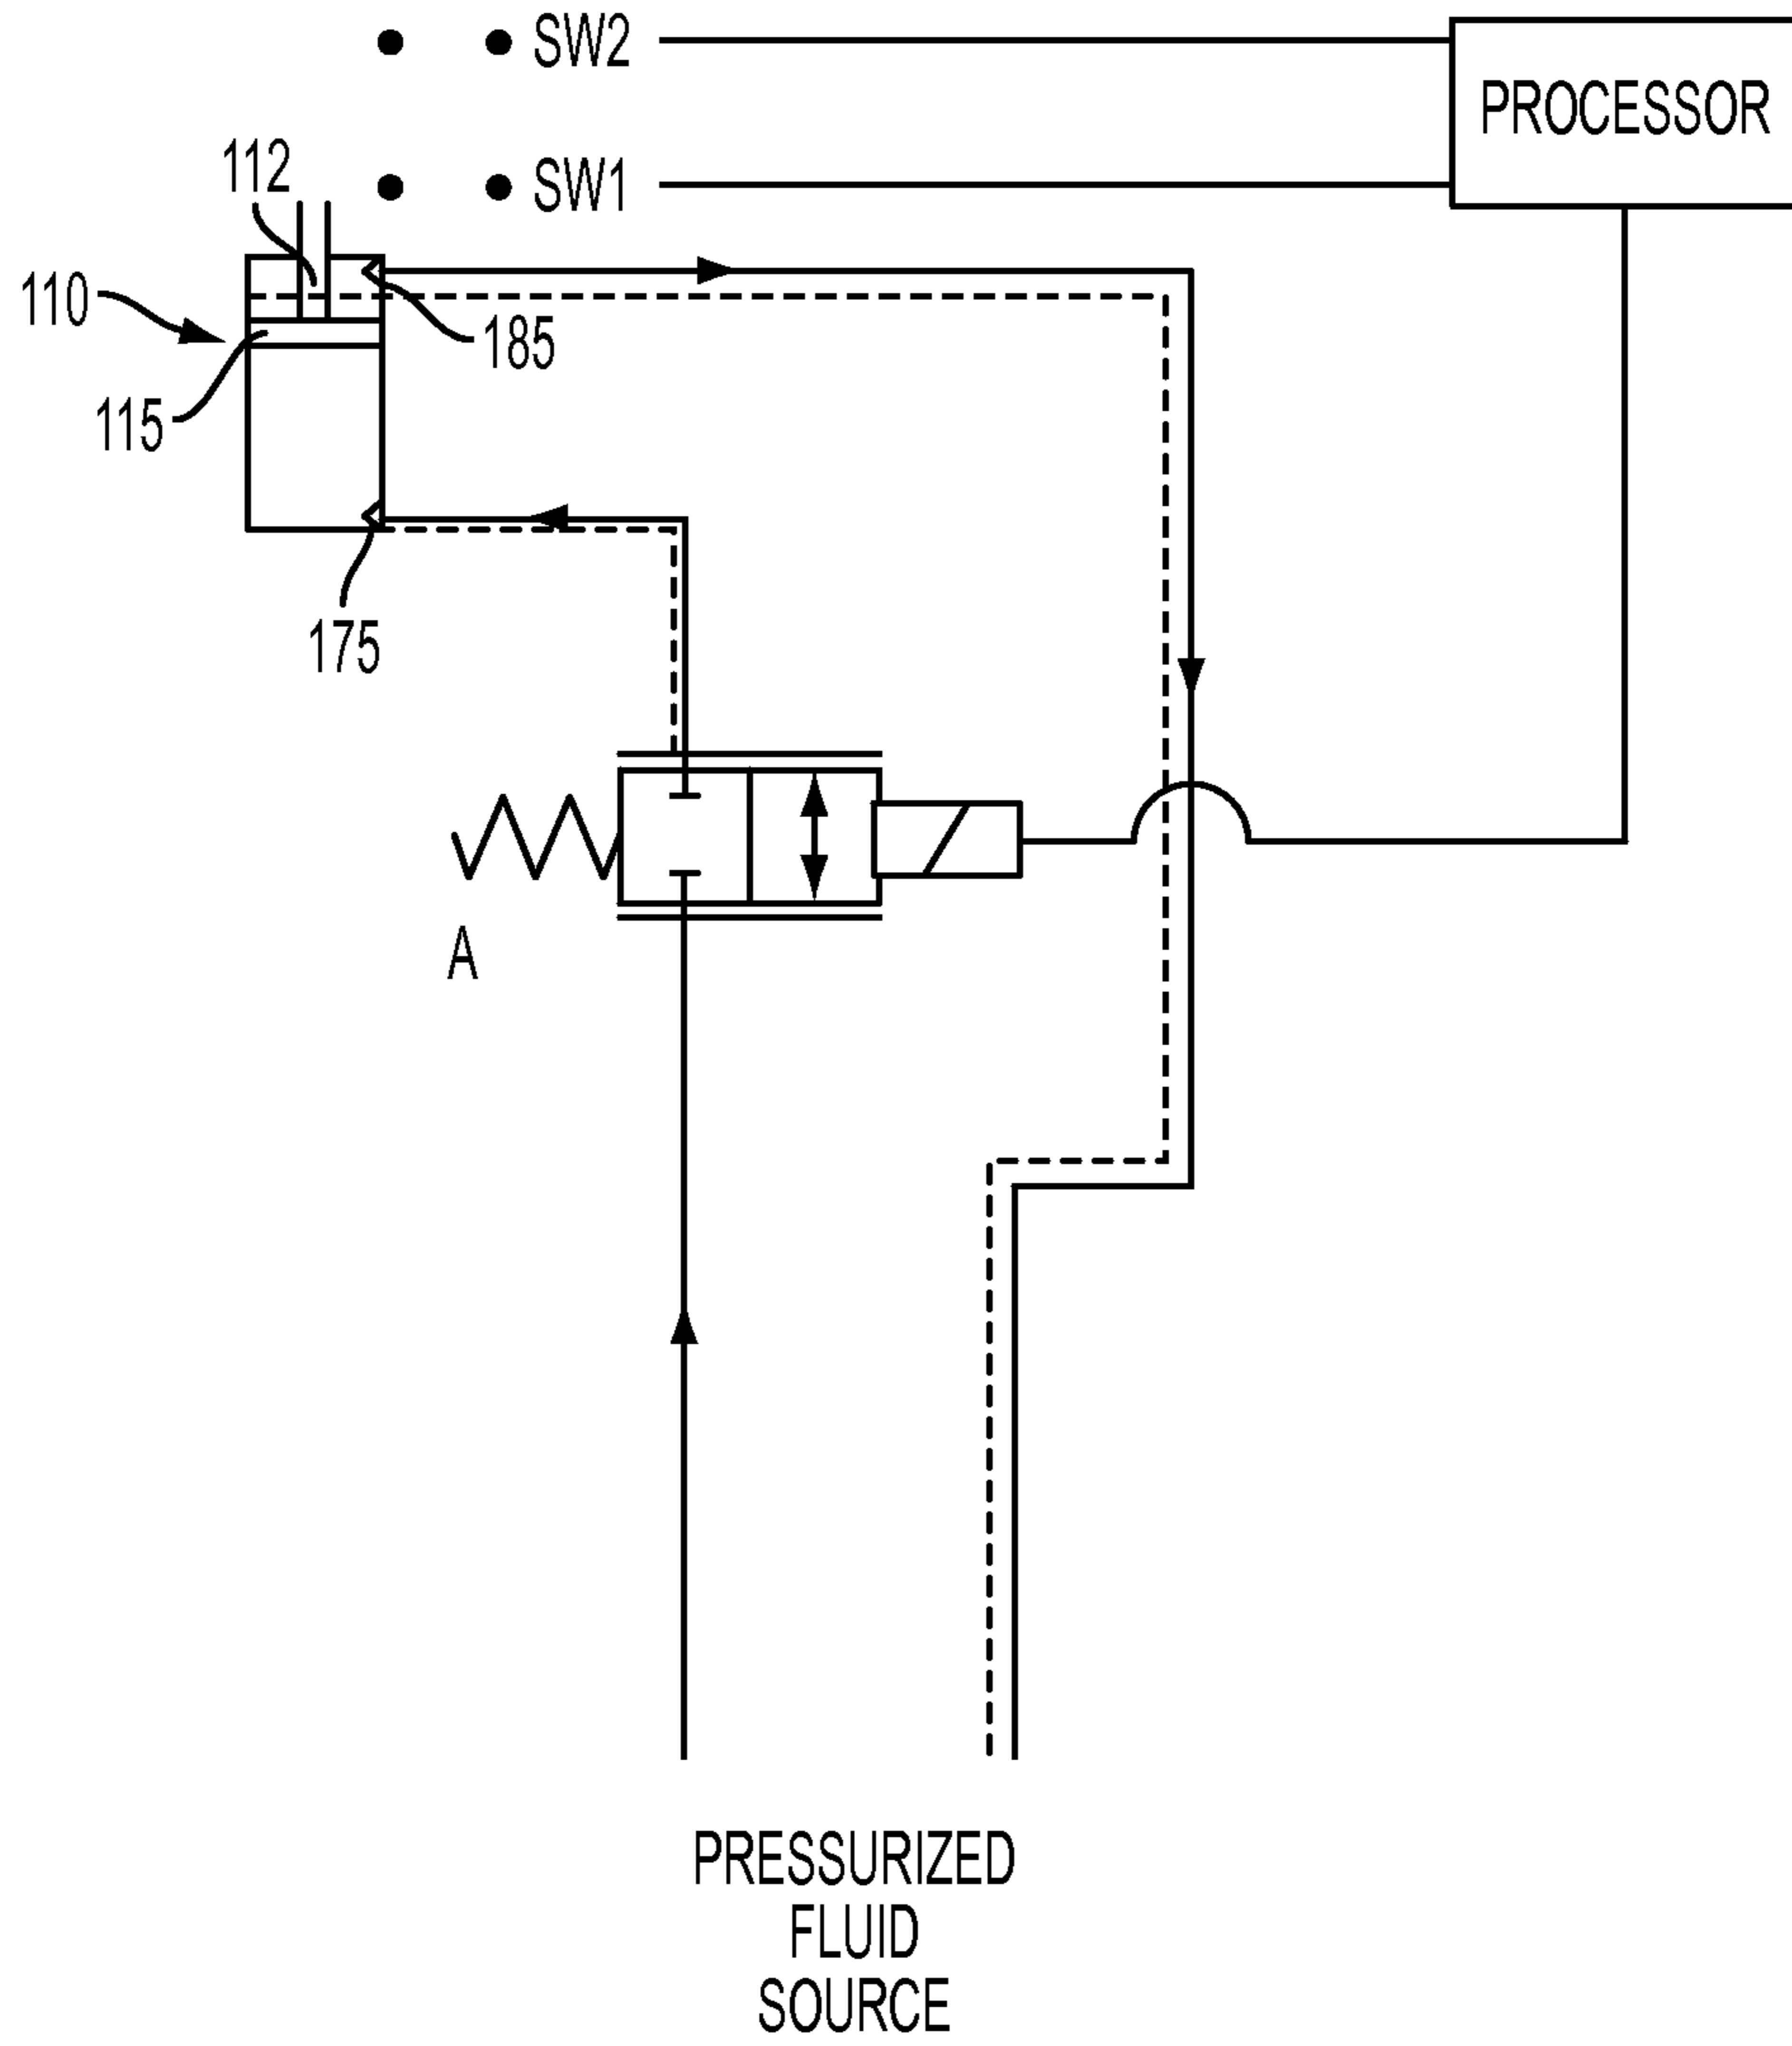 SW2
PROCESSOR
112
SW1
110
185
115
175
A
PRESSURIZED
FLUID
SOURCE